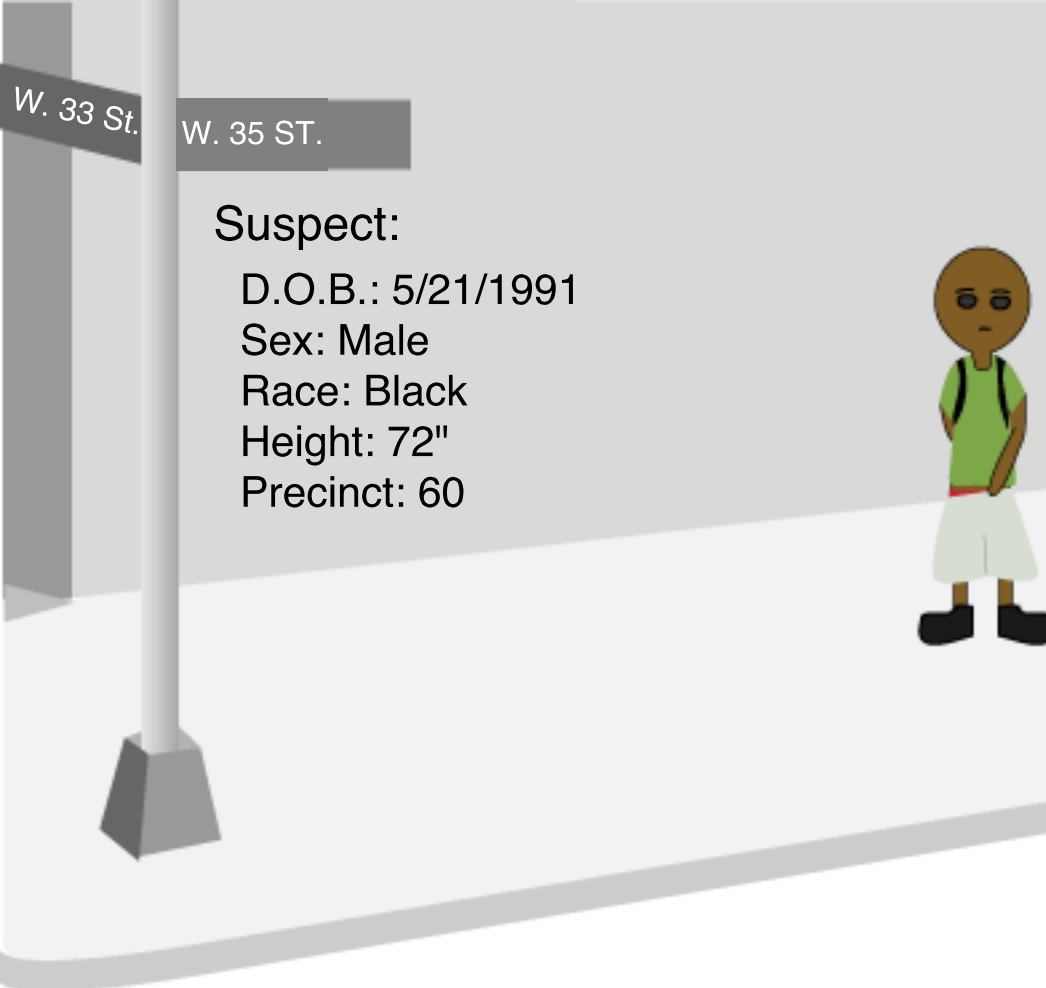 W. 33 St.
W. 35 ST.
Suspect:
D.O.B.: 5/21/1991
Sex: Male
Race: Black
Height: 72"
Precinct: 60